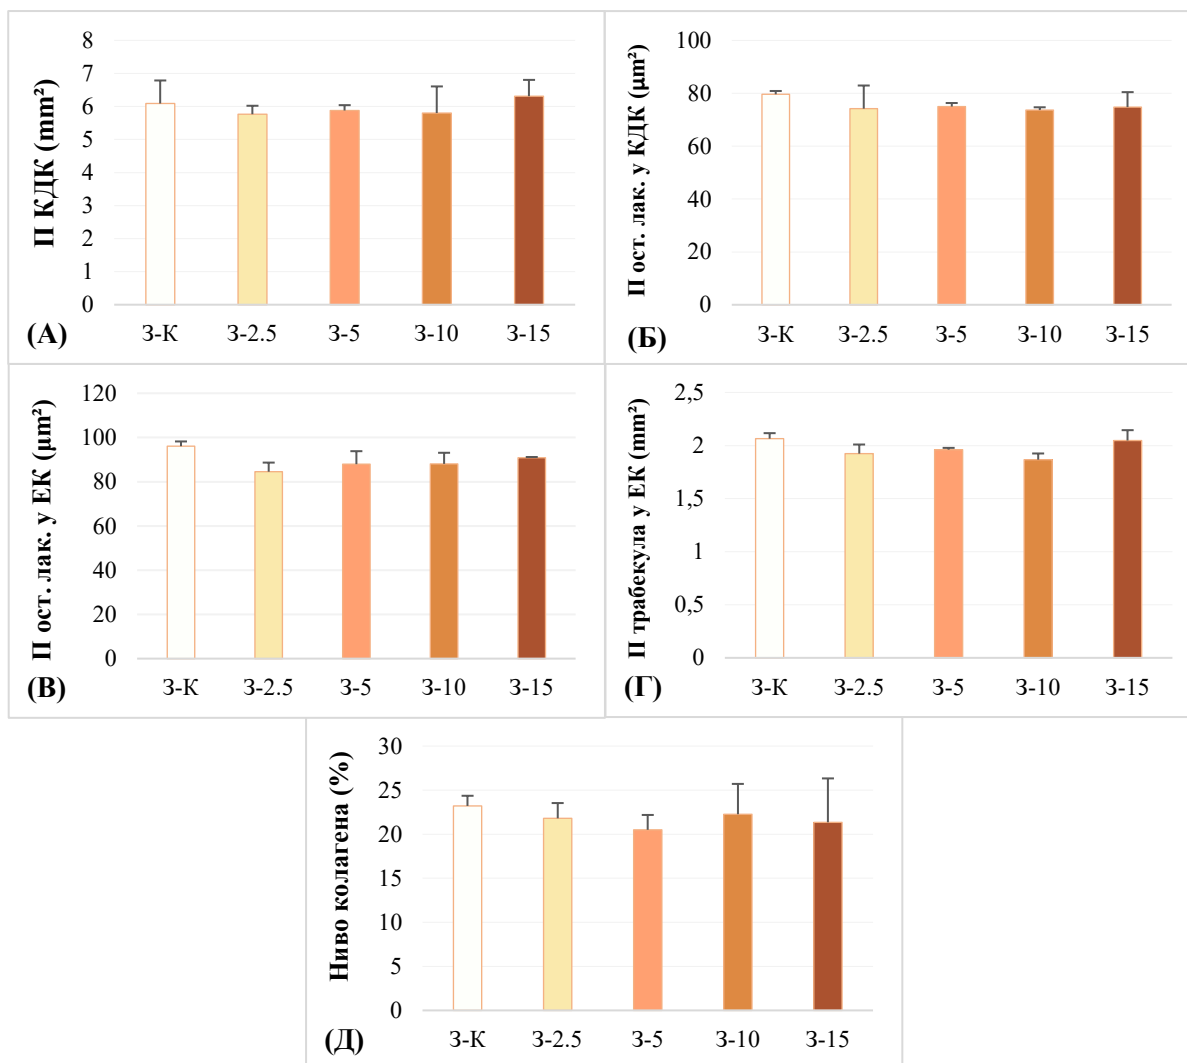 П КДК (mm²)
8
7
6
5
4
3
2
1
0
З-К З-2.5 З-5 З-10 З-15
(А)
П ост. лак. у КДК (µm²)
100
80
60
40
20
0
З-К З-2.5 З-5 З-10 З-15
(Б)
П ост. лак. у ЕК (µm²)
120
100
80
60
40
20
0
З-К З-2.5 З-5 З-10 З-15
(В)
П трабекула у ЕК (mm²)
2,5
2
1,5
1
0,5
0
З-К З-2.5 З-5 З-10 З-15
(Г)
Ниво колагена (%)
30
25
20
15
10
5
0
З-К З-2.5 З-5 З-10 З-15
(Д)